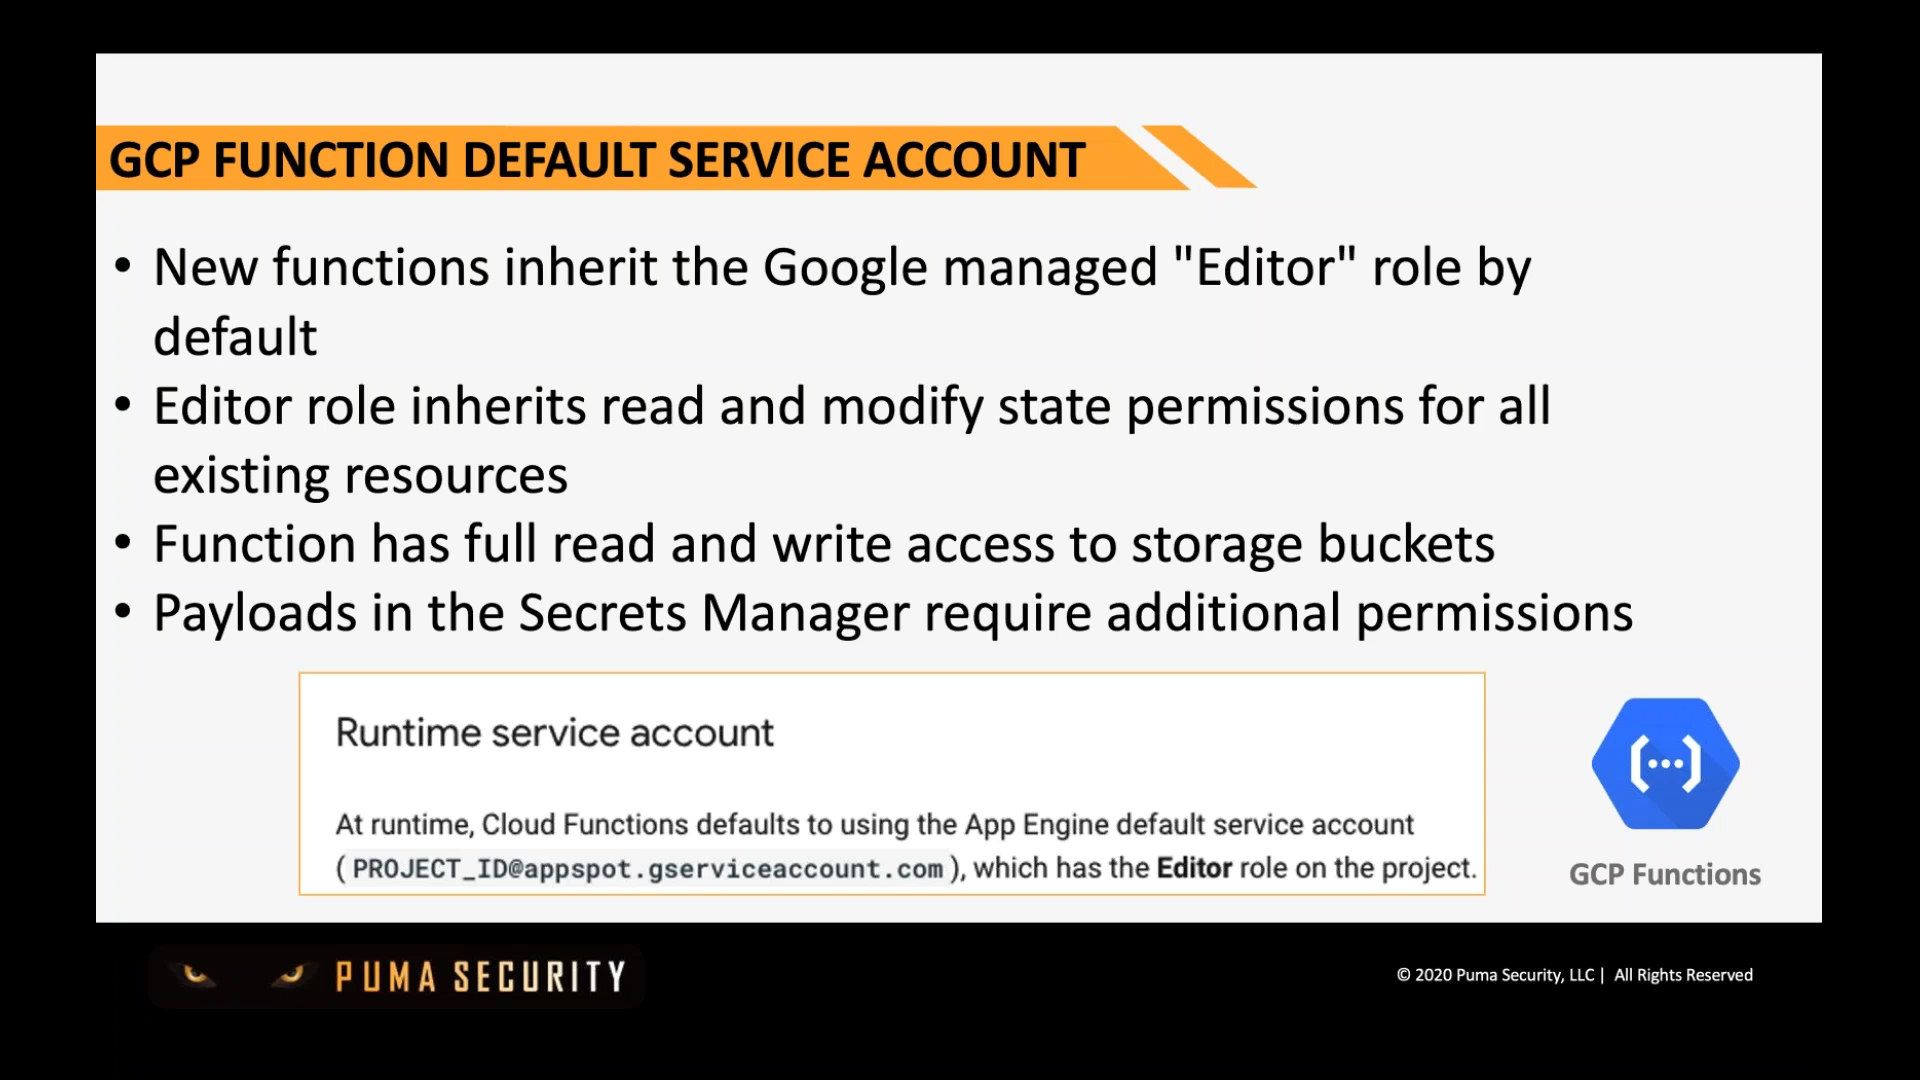 GCP FUNCTION DEFAULT SERVICE ACCOUNT
• New functions inherit the Google managed "Editor" role by
default
• Editor role inherits read and modify state permissions for all
existing resources
• Function has full read and write access to storage buckets
• Payloads in the Secrets Manager require additional permissions
Runtime service account
At runtime, Cloud Functions defaults to using the App Engine default service account
(PROJECT_ID@appspot.gserviceaccount.com), which has the Editor role on the project.
GCP Functions
PUMA SECURITY
© 2020 Puma Security, LLC | All Rights Reserved